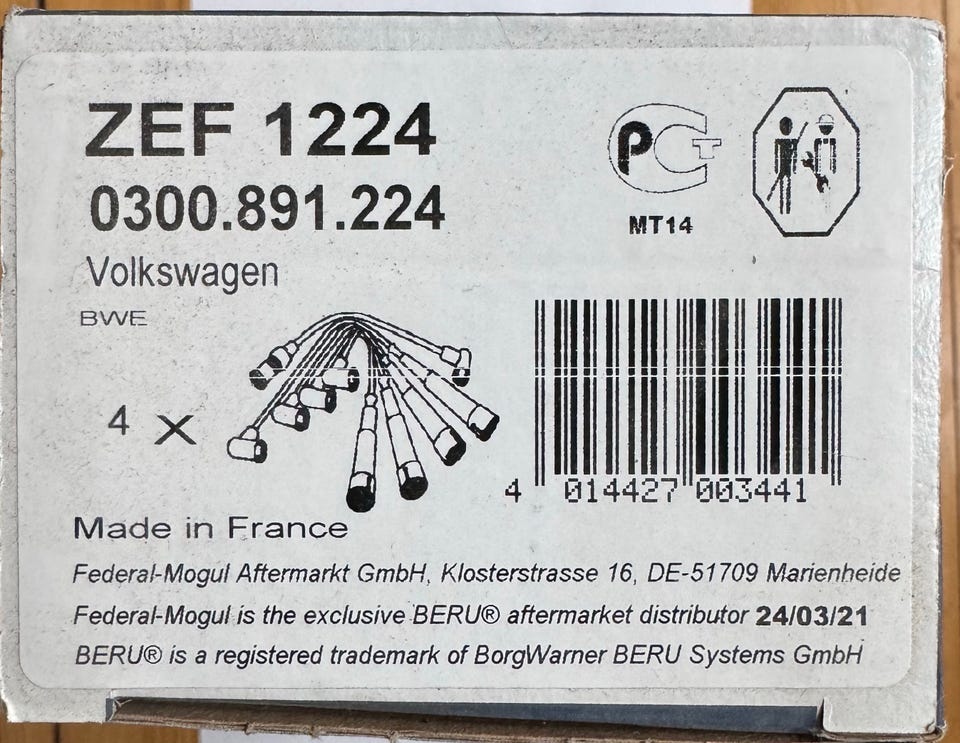 ZEF 1224
0300.891.224
Volkswagen
BWE
PCT
MT14
4 x
4 014427 003441
Made in France
Federal-Mogul Aftermarkt GmbH, Klosterstrasse 16, DE-51709 Marienheide
Federal-Mogul is the exclusive BERU® aftermarket distributor 24/03/21
BERU® is a registered trademark of BorgWarner BERU Systems GmbH